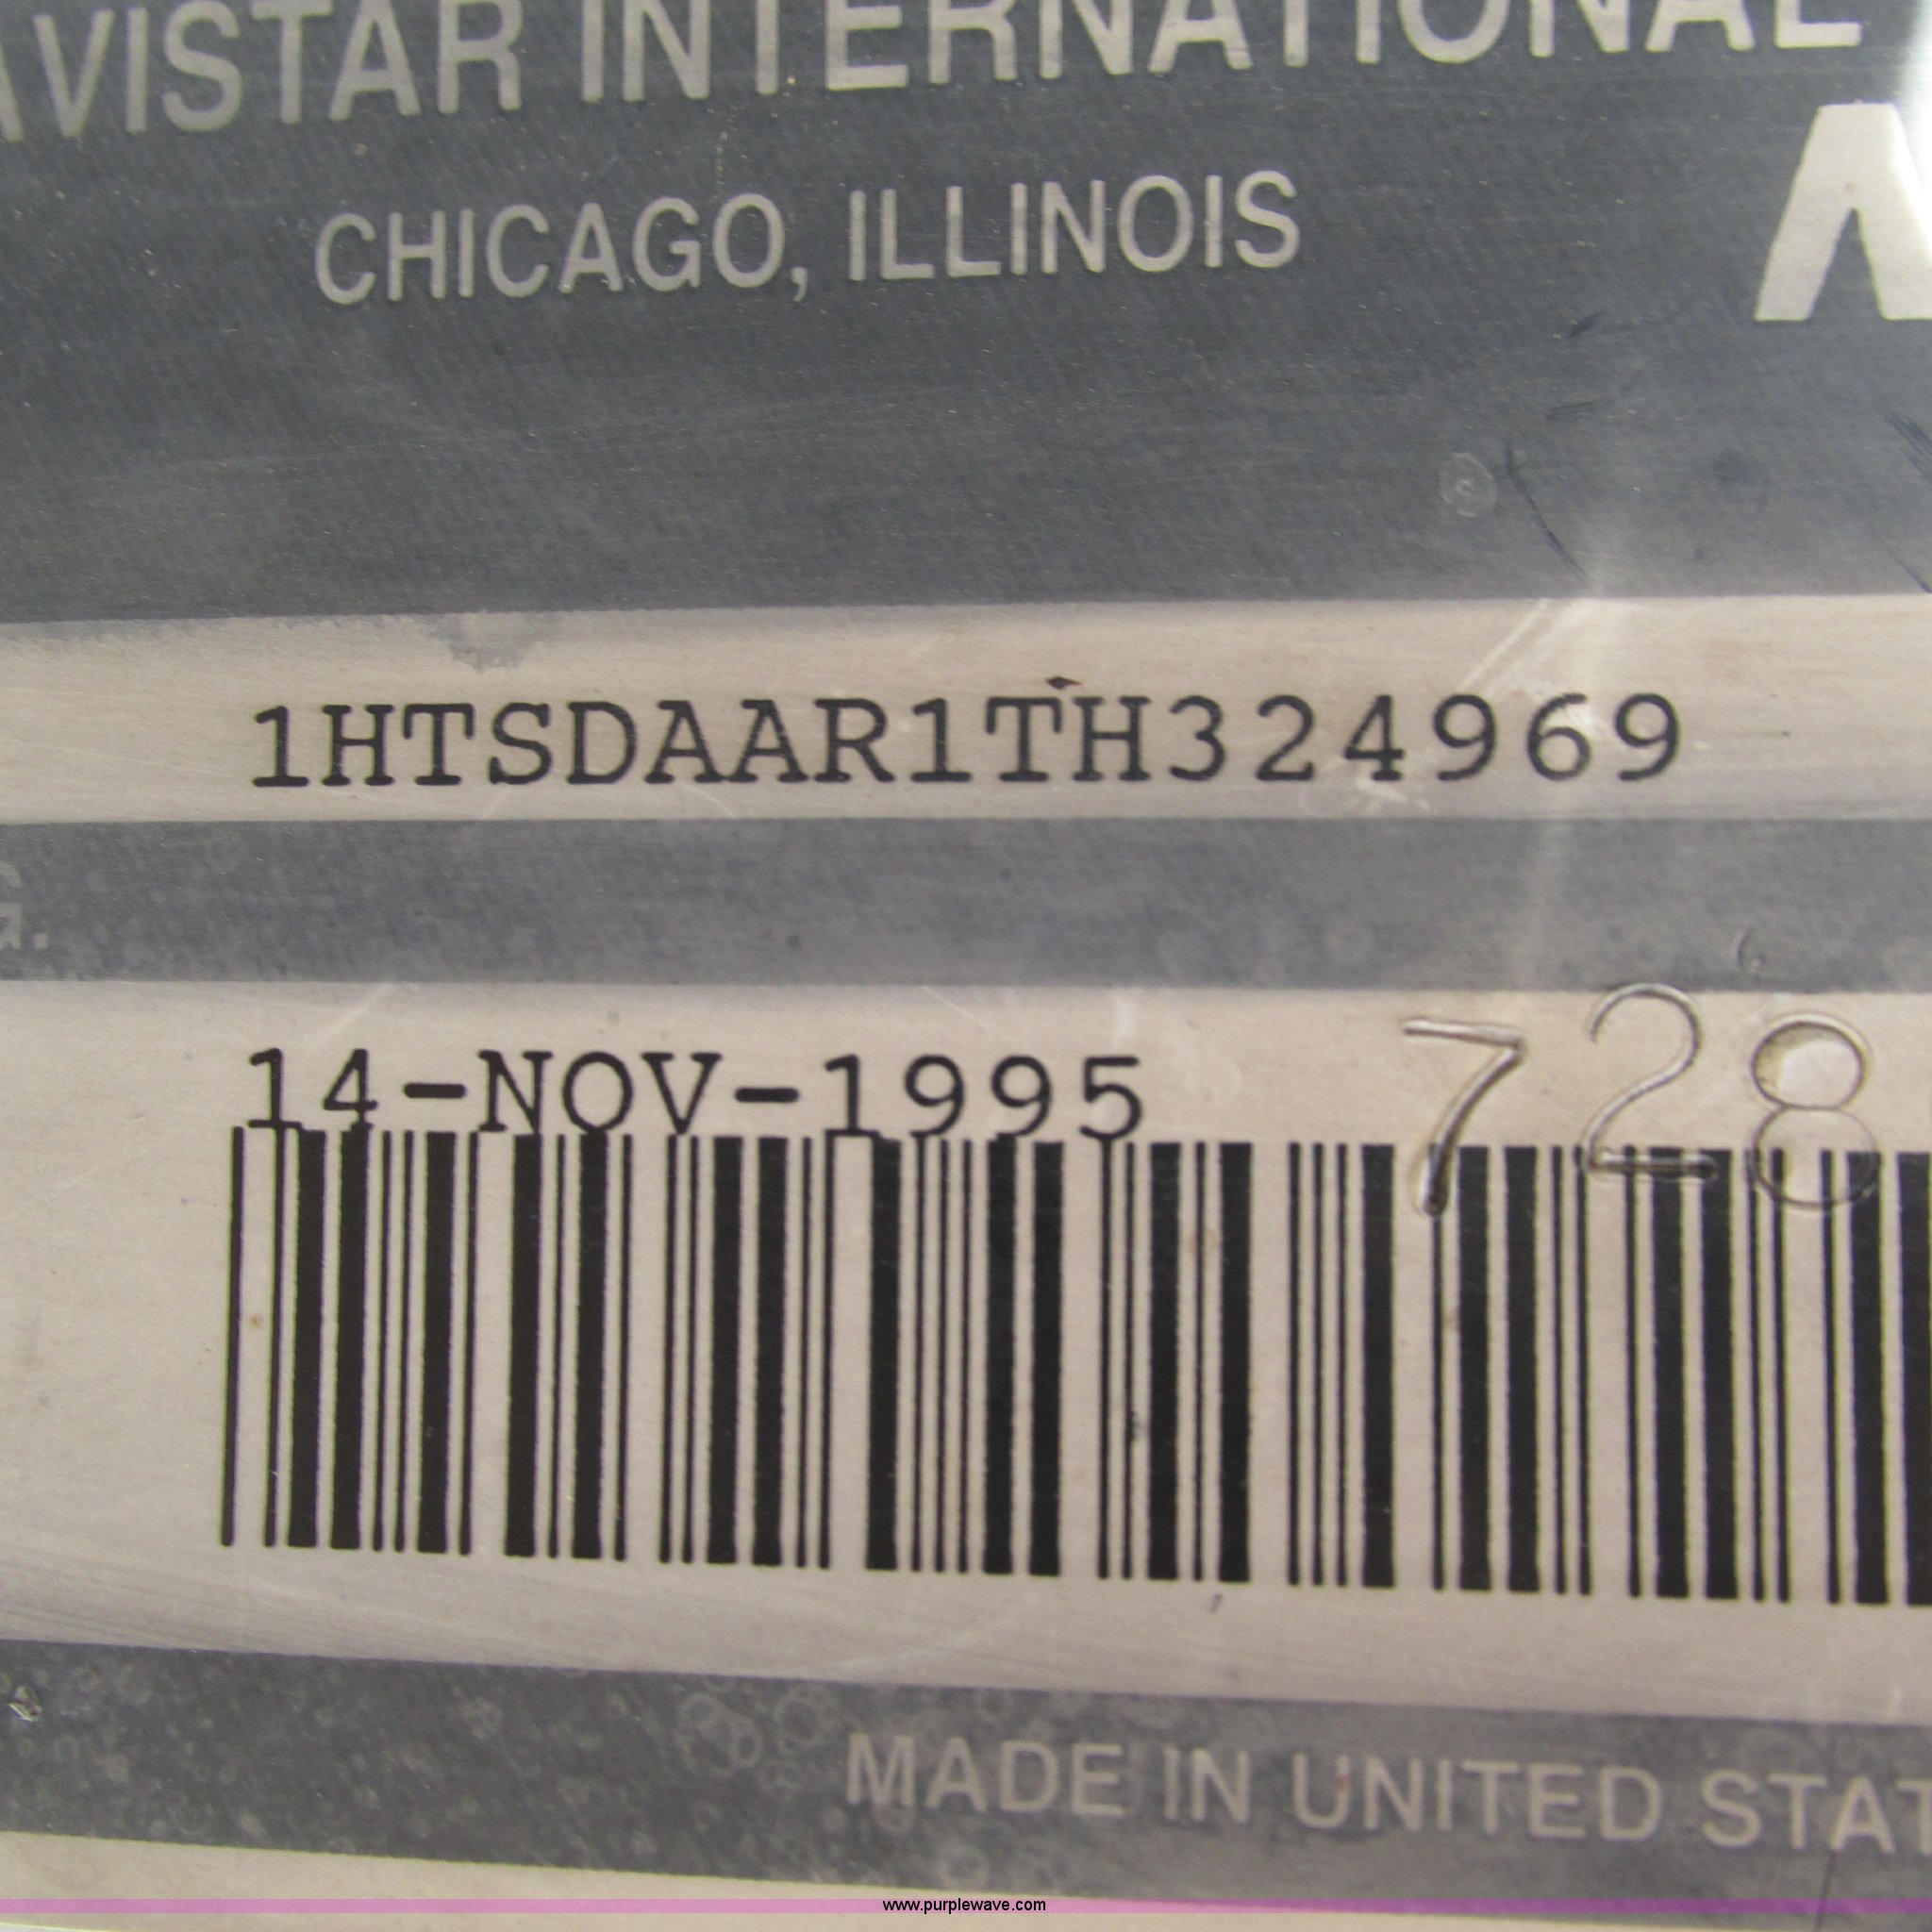 AVISTAR INTERNATIONAL
CHICAGO, ILLINOIS
1HTSDAAR1TH324969
G.
14-NOV-1995 728
MADE IN UNITED STAT
www.purplewave.com